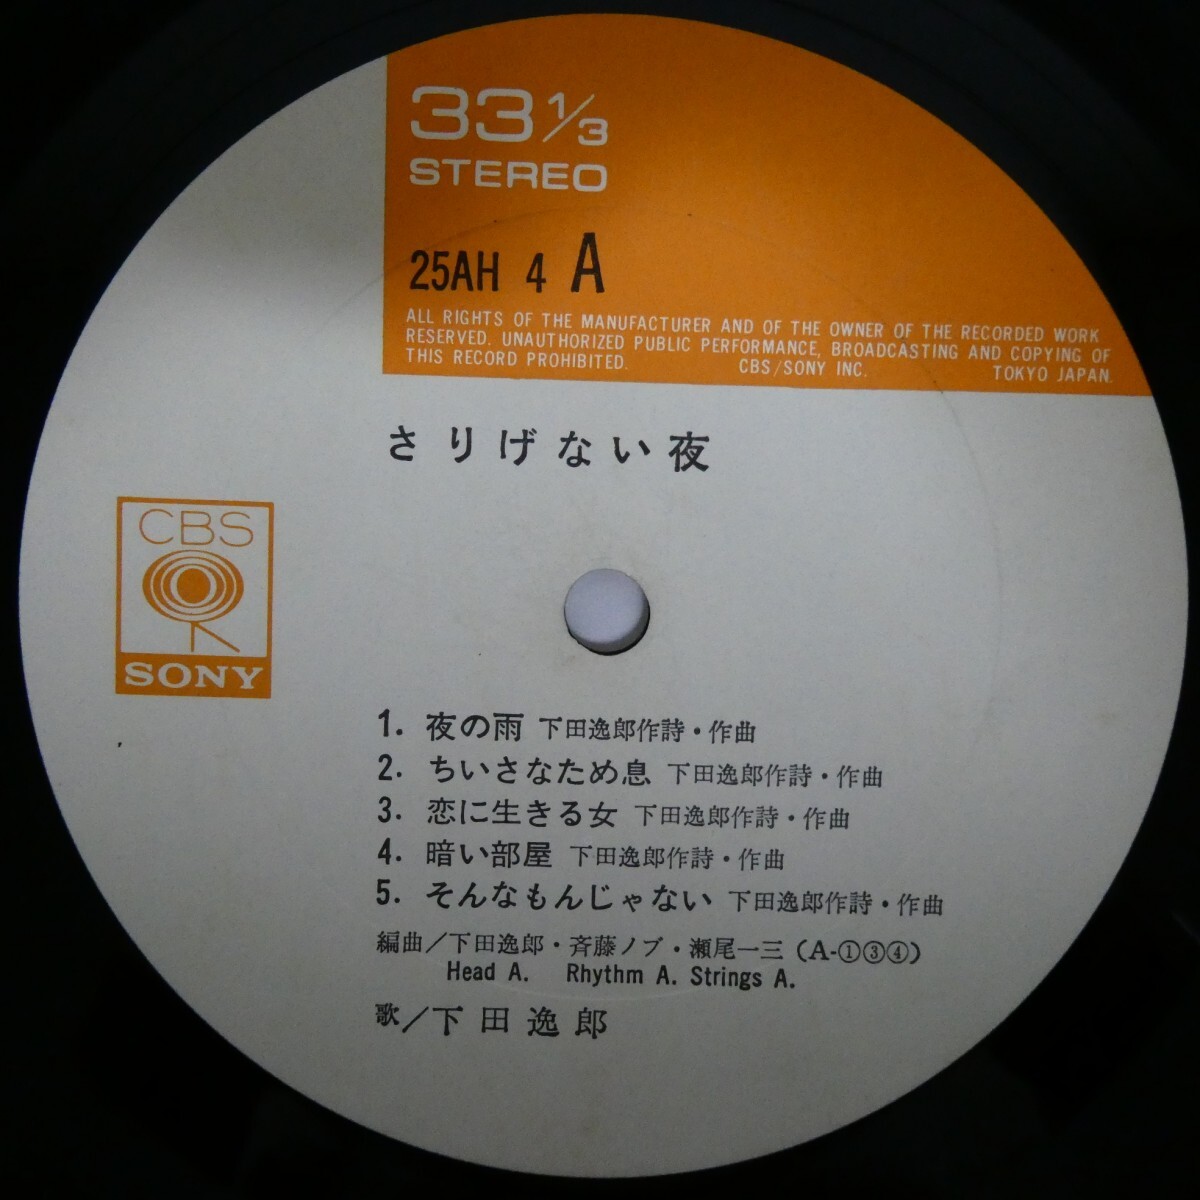 33 1/3
STEREO
25AH 4 A
ALL RIGHTS OF THE MANUFACTURER AND OF THE OWNER OF THE RECORDED WORK
RESERVED. UNAUTHORIZED PUBLIC PERFORMANCE, BROADCASTING AND COPYING OF
THIS RECORD PROHIBITED. CBS/SONY INC. TOKYO JAPAN.
さりげない夜
CBS
SONY
1. 夜の雨 下田逸郎作詩・作曲
2. ちいさなため息 下田逸郎作詩・作曲
3. 恋に生きる女 下田逸郎作詩・作曲
4. 暗い部屋 下田逸郎作詩・作曲
5. そんなもんじゃない 下田逸郎作詩・作曲
編曲/下田逸郎・斉藤ノブ・瀬尾一三(A-①③④)
Head A. Rhythm A. Strings A.
歌/下田逸郎